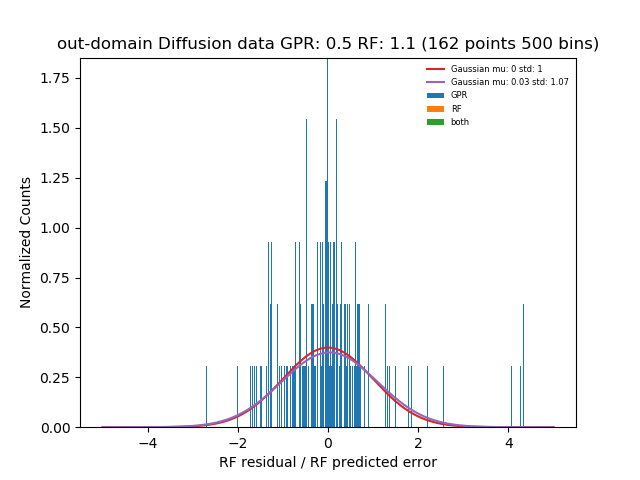 out-domain Diffusion data GPR: 0.5 RF: 1.1 (162 points 500 bins)
Gaussian mu: 0 std: 1
Gaussian mu: 0.03 std: 1.07
GPR
RF
both
Normalized Counts
1.75
1.50
1.25
1.00
0.75
0.50
0.25
0.00
−4 −2 0 2 4
RF residual / RF predicted error